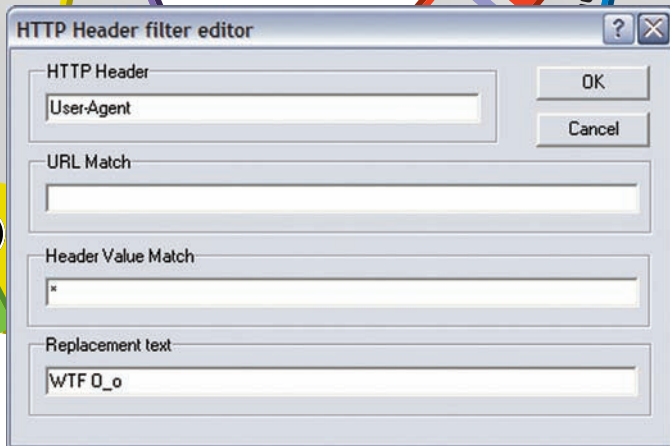 HTTP Header filter editor
HTTP Header
User-Agent
OK
Cancel
URL Match
Header Value Match
*
Replacement text
WTF O_o